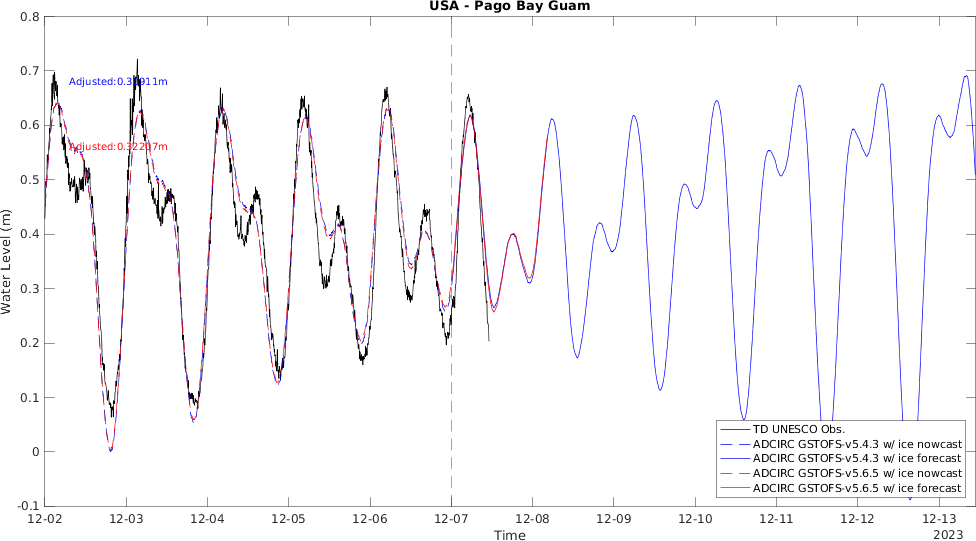 USA - Pago Bay Guam
0.8
0.7
0.6
0.5
0.4
0.3
0.2
0.1
0
-0.1
Water Level (m)
12-02 12-03 12-04 12-05 12-06 12-07 12-08 12-09 12-10 12-11 12-12 12-13
Time
2023
TD UNESCO Obs.
ADCIRC GSTOFS-v5.4.3 w/ ice nowcast
ADCIRC GSTOFS-v5.4.3 w/ ice forecast
ADCIRC GSTOFS-v5.6.5 w/ ice nowcast
ADCIRC GSTOFS-v5.6.5 w/ ice forecast